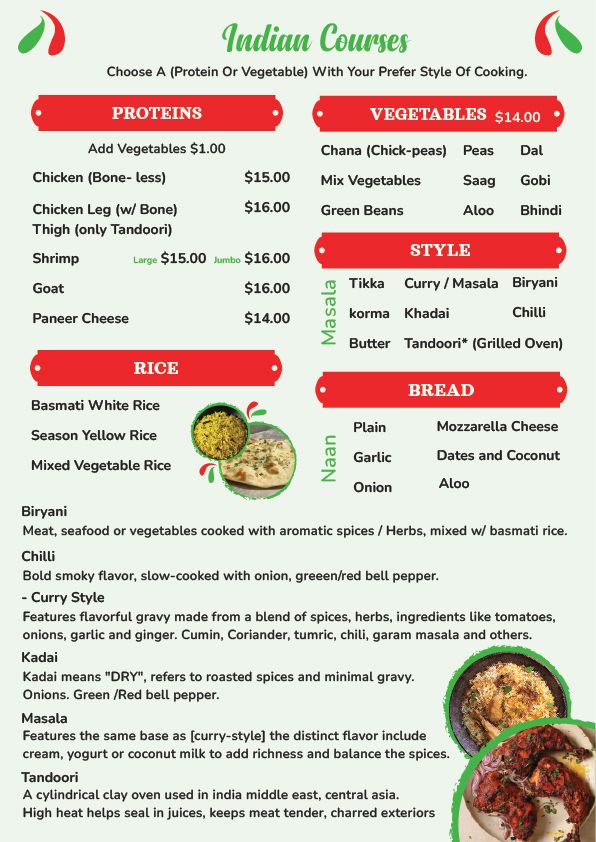 Indian Courses
Choose A (Protein Or Vegetable) With Your Prefer Style Of Cooking.
PROTEINS
Add Vegetables $1.00
Chicken (Bone- less) $15.00
Chicken Leg (w/ Bone) $16.00
Thigh (only Tandoori)
Shrimp Large $15.00 Jumbo $16.00
Goat $16.00
Paneer Cheese $14.00
RICE
Basmati White Rice
Season Yellow Rice
Mixed Vegetable Rice
VEGETABLES $14.00
Chana (Chick-peas) Peas Dal
Mix Vegetables Saag Gobi
Green Beans Aloo Bhindi
STYLE
Masala
Tikka Curry / Masala Biryani
korma Khadai Chilli
Butter Tandoori* (Grilled Oven)
BREAD
Naan
Plain Mozzarella Cheese
Garlic Dates and Coconut
Onion Aloo
Biryani
Meat, seafood or vegetables cooked with aromatic spices / Herbs, mixed w/ basmati rice.
Chilli
Bold smoky flavor, slow-cooked with onion, greeen/red bell pepper.
- Curry Style
Features flavorful gravy made from a blend of spices, herbs, ingredients like tomatoes,
onions, garlic and ginger. Cumin, Coriander, tumric, chili, garam masala and others.
Kadai
Kadai means "DRY", refers to roasted spices and minimal gravy.
Onions. Green /Red bell pepper.
Masala
Features the same base as [curry-style] the distinct flavor include
cream, yogurt or coconut milk to add richness and balance the spices.
Tandoori
A cylindrical clay oven used in india middle east, central asia.
High heat helps seal in juices, keeps meat tender, charred exteriors